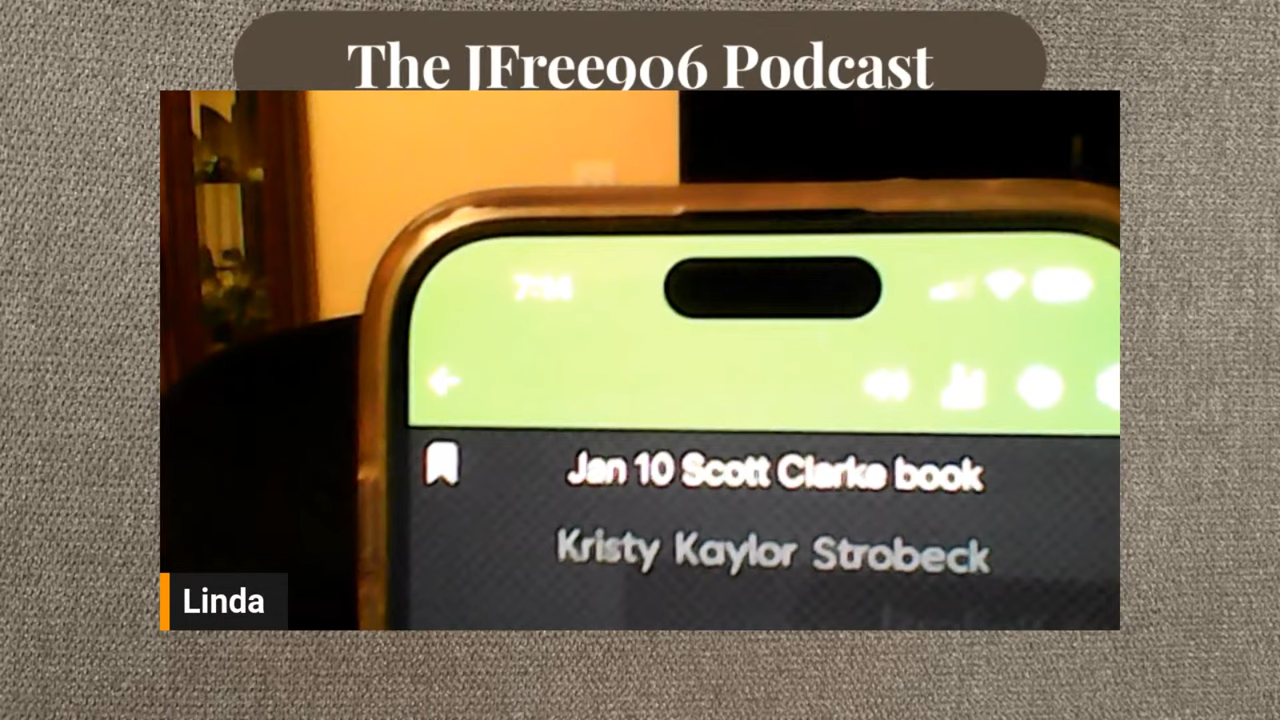 The JFree906 Podcast
Jan 10 Scott Clarke book
Kristy Kaylor Strobeck
Linda